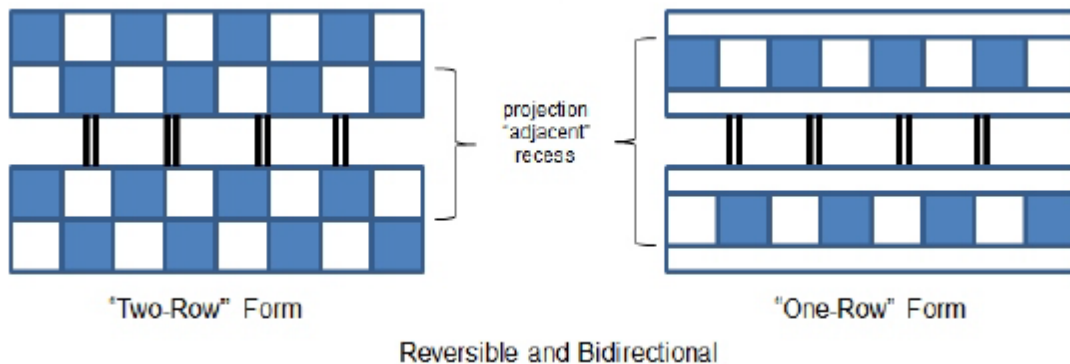 projection
"adjacent"
recess
"Two-Row" Form
"One-Row" Form
Reversible and Bidirectional